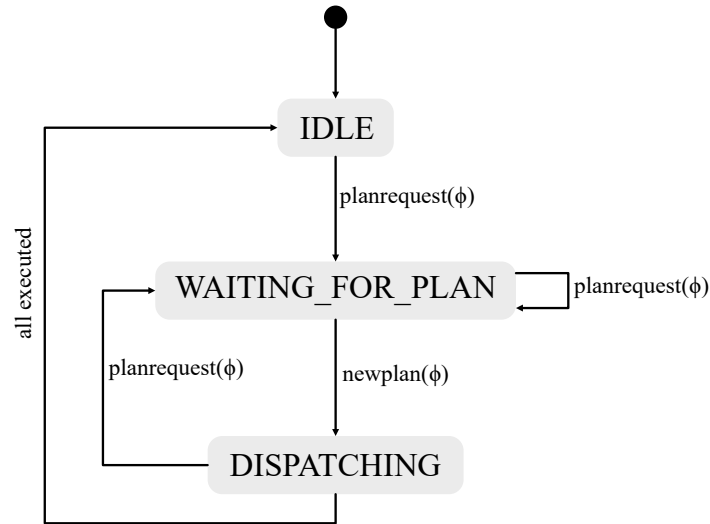 IDLE
planrequest(ϕ)
WAITING_FOR_PLAN
planrequest(ϕ)
all executed
planrequest(ϕ)
newplan(ϕ)
DISPATCHING